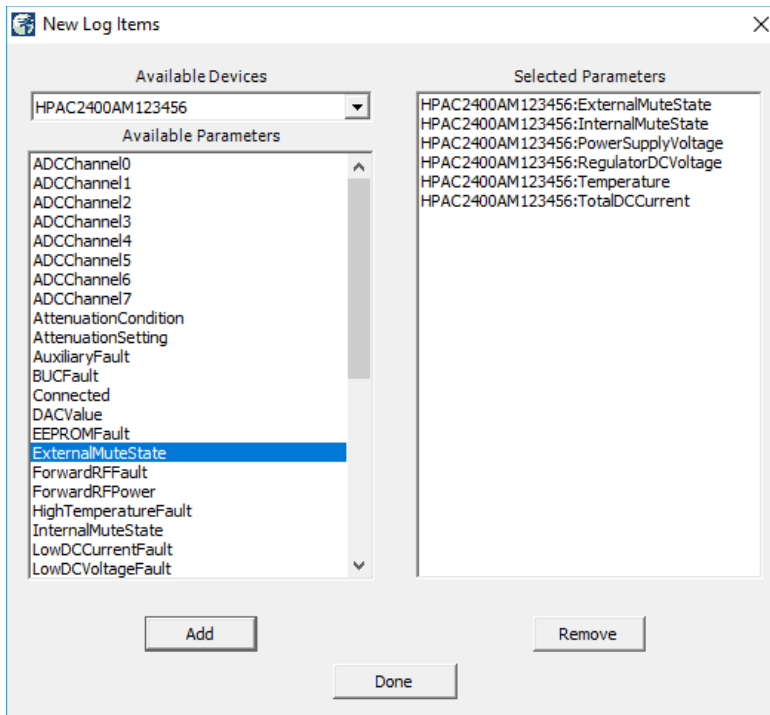 New Log Items
Available Devices
HPAC2400AM123456
Available Parameters
ADCChannel0
ADCChannel1
ADCChannel2
ADCChannel3
ADCChannel4
ADCChannel5
ADCChannel6
ADCChannel7
AttenuationCondition
AttenuationSetting
AuxiliaryFault
BUCFault
Connected
DACValue
EEPROMFault
ExternalMuteState
ForwardRFFault
ForwardRFPower
HighTemperatureFault
InternalMuteState
LowDCCurrentFault
LowDCVoltageFault
Add
Selected Parameters
HPAC2400AM123456:ExternalMuteState
HPAC2400AM123456:InternalMuteState
HPAC2400AM123456:PowerSupplyVoltage
HPAC2400AM123456:RegulatorDCVoltage
HPAC2400AM123456:Temperature
HPAC2400AM123456:TotalDCCurrent
Remove
Done